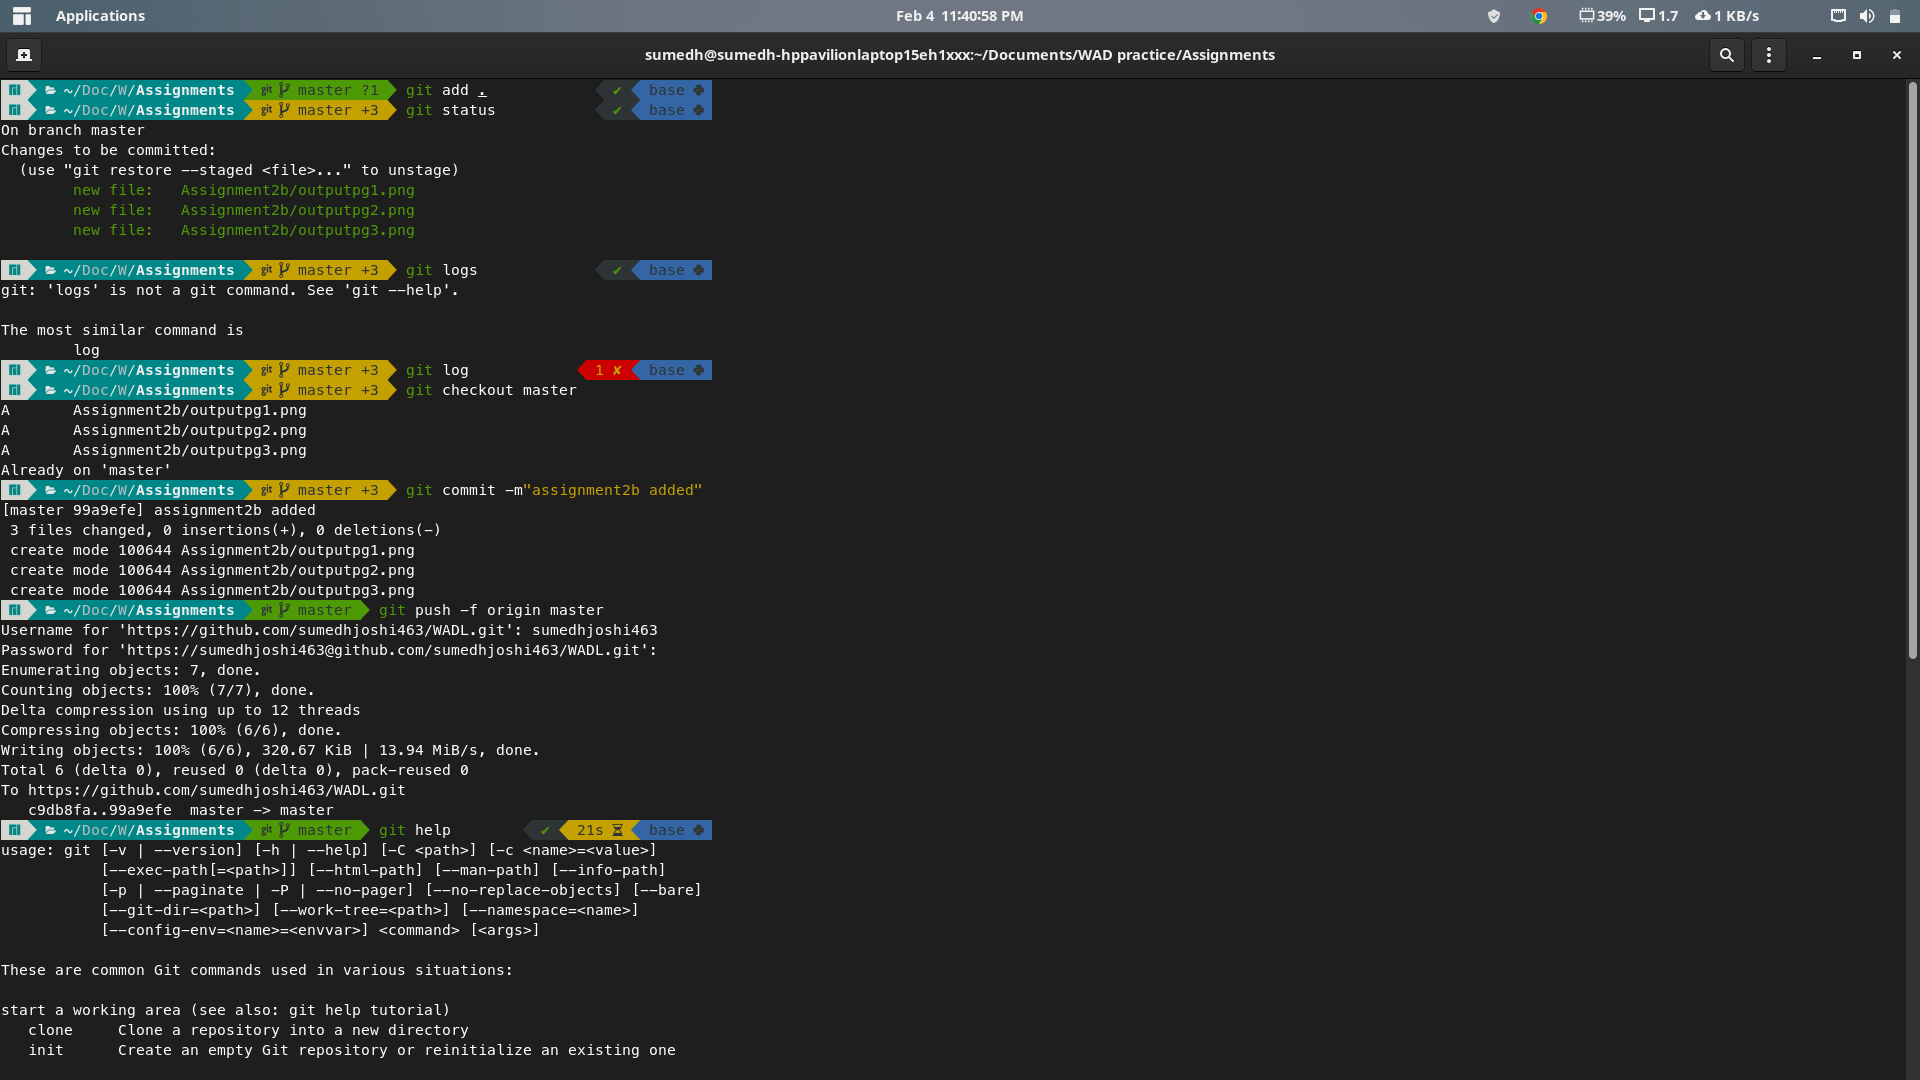 Applications
Feb 4 11:40:58 PM
39% 1.7 1 KB/s
sumedh@sumedh-hppavilionlaptop15eh1xxx:~/Documents/WAD practice/Assignments
~/Doc/W/Assignments git master ?1 git add . ✔ base
~/Doc/W/Assignments git master +3 git status ✔ base
On branch master
Changes to be committed:
  (use "git restore --staged <file>..." to unstage)
        new file:   Assignment2b/outputpg1.png
        new file:   Assignment2b/outputpg2.png
        new file:   Assignment2b/outputpg3.png
~/Doc/W/Assignments git master +3 git logs ✔ base
git: 'logs' is not a git command. See 'git --help'.
The most similar command is
        log
~/Doc/W/Assignments git master +3 git log 1 ✘ base
~/Doc/W/Assignments git master +3 git checkout master
A       Assignment2b/outputpg1.png
A       Assignment2b/outputpg2.png
A       Assignment2b/outputpg3.png
Already on 'master'
~/Doc/W/Assignments git master +3 git commit -m"assignment2b added"
[master 99a9efe] assignment2b added
 3 files changed, 0 insertions(+), 0 deletions(-)
 create mode 100644 Assignment2b/outputpg1.png
 create mode 100644 Assignment2b/outputpg2.png
 create mode 100644 Assignment2b/outputpg3.png
~/Doc/W/Assignments git master git push -f origin master
Username for 'https://github.com/sumedhjoshi463/WADL.git': sumedhjoshi463
Password for 'https://sumedhjoshi463@github.com/sumedhjoshi463/WADL.git':
Enumerating objects: 7, done.
Counting objects: 100% (7/7), done.
Delta compression using up to 12 threads
Compressing objects: 100% (6/6), done.
Writing objects: 100% (6/6), 320.67 KiB | 13.94 MiB/s, done.
Total 6 (delta 0), reused 0 (delta 0), pack-reused 0
To https://github.com/sumedhjoshi463/WADL.git
   c9db8fa..99a9efe  master -> master
~/Doc/W/Assignments git master git help ✔ 21s base
usage: git [-v | --version] [-h | --help] [-C <path>] [-c <name>=<value>]
           [--exec-path[=<path>]] [--html-path] [--man-path] [--info-path]
           [-p | --paginate | -P | --no-pager] [--no-replace-objects] [--bare]
           [--git-dir=<path>] [--work-tree=<path>] [--namespace=<name>]
           [--config-env=<name>=<envvar>] <command> [<args>]
These are common Git commands used in various situations:
start a working area (see also: git help tutorial)
   clone     Clone a repository into a new directory
   init      Create an empty Git repository or reinitialize an existing one